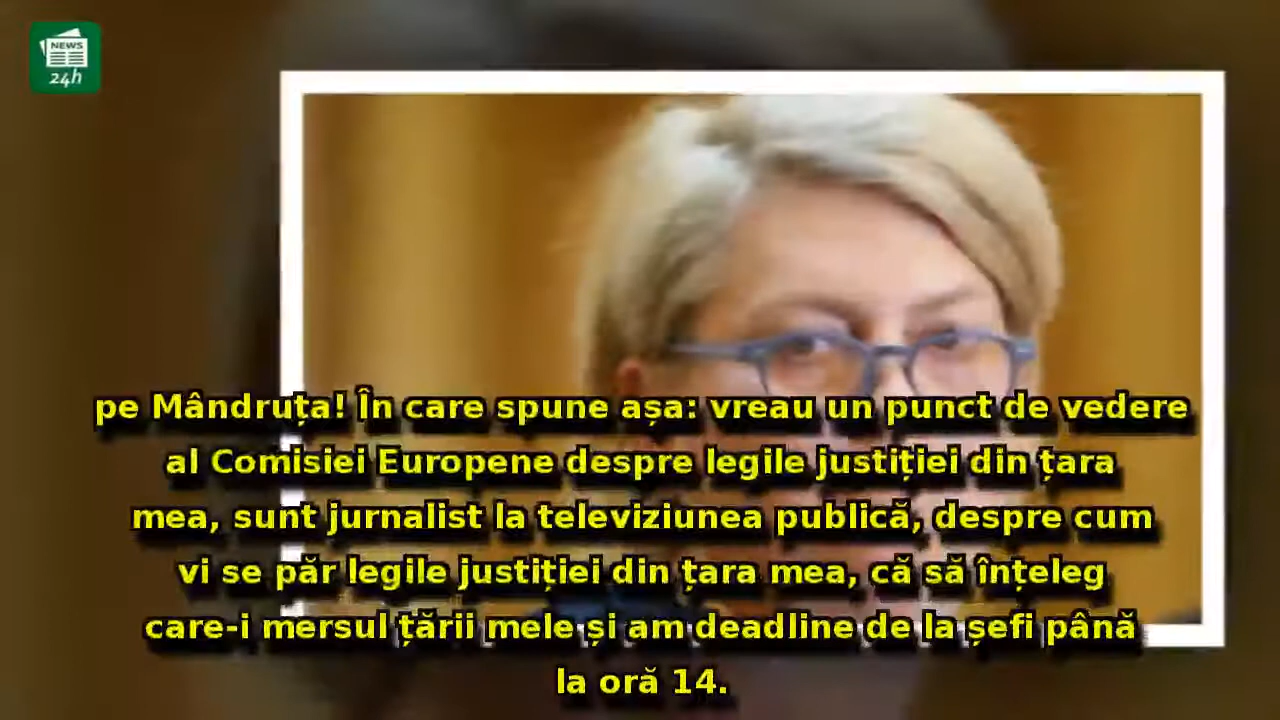 NEWS
24h
pe Mândruța! În care spune așa: vreau un punct de vedere
al Comisiei Europene despre legile justiției din țara
mea, sunt jurnalist la televiziunea publică, despre cum
vi se păr legile justiției din țara mea, că să înțeleg
care-i mersul țării mele și am deadline de la șefi până
la oră 14.